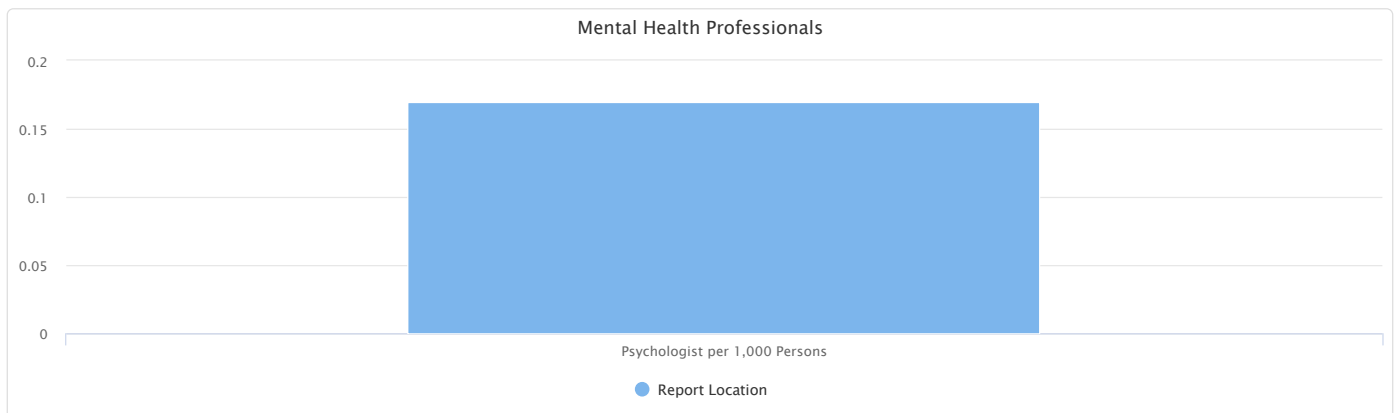 Mental Health Professionals
0.2
0.15
0.1
0.05
0
Psychologist per 1,000 Persons
Report Location